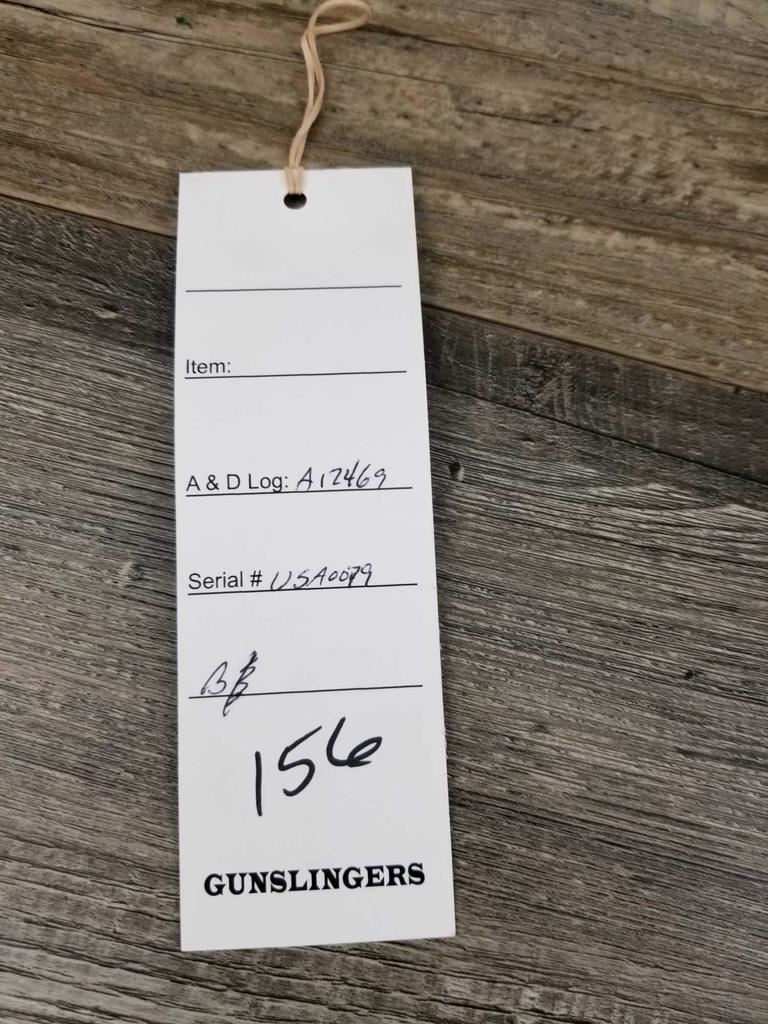 Item:
A & D Log: A12469
Serial # USA0079
156
GUNSLINGERS